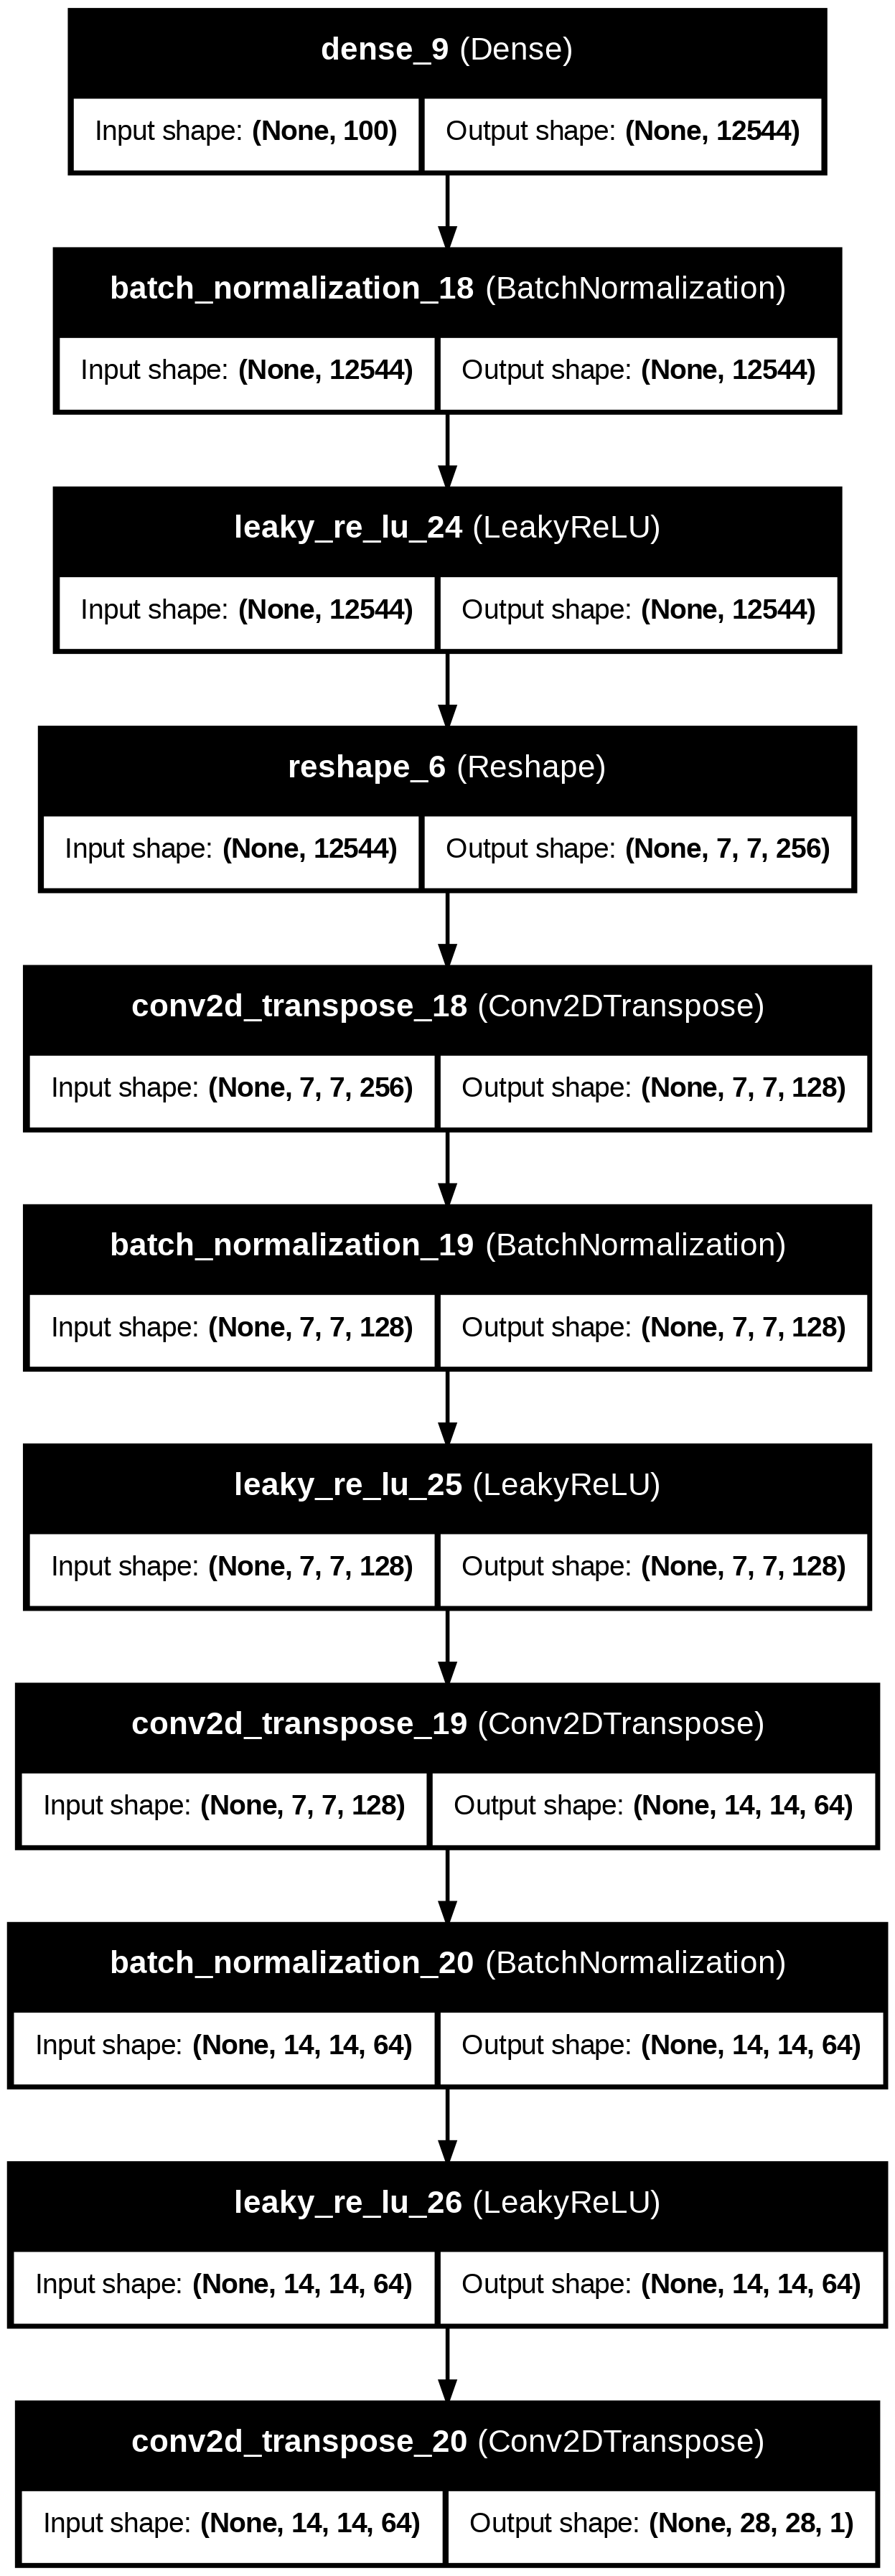 dense_9 (Dense)
Input shape: (None, 100) Output shape: (None, 12544)
batch_normalization_18 (BatchNormalization)
Input shape: (None, 12544) Output shape: (None, 12544)
leaky_re_lu_24 (LeakyReLU)
Input shape: (None, 12544) Output shape: (None, 12544)
reshape_6 (Reshape)
Input shape: (None, 12544) Output shape: (None, 7, 7, 256)
conv2d_transpose_18 (Conv2DTranspose)
Input shape: (None, 7, 7, 256) Output shape: (None, 7, 7, 128)
batch_normalization_19 (BatchNormalization)
Input shape: (None, 7, 7, 128) Output shape: (None, 7, 7, 128)
leaky_re_lu_25 (LeakyReLU)
Input shape: (None, 7, 7, 128) Output shape: (None, 7, 7, 128)
conv2d_transpose_19 (Conv2DTranspose)
Input shape: (None, 7, 7, 128) Output shape: (None, 14, 14, 64)
batch_normalization_20 (BatchNormalization)
Input shape: (None, 14, 14, 64) Output shape: (None, 14, 14, 64)
leaky_re_lu_26 (LeakyReLU)
Input shape: (None, 14, 14, 64) Output shape: (None, 14, 14, 64)
conv2d_transpose_20 (Conv2DTranspose)
Input shape: (None, 14, 14, 64) Output shape: (None, 28, 28, 1)